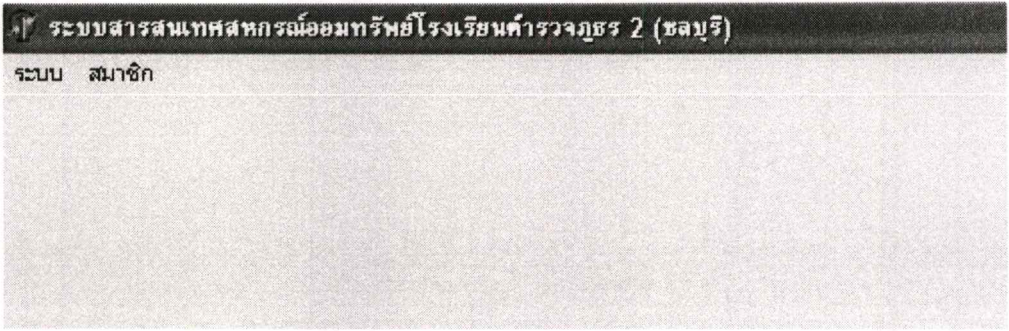 ระบบสารสนเทศสหกรณ์ออมทรัพย์โรงเรียนตำรวจภูธร 2 (ชลบุรี)
ระบบ สมาชิก